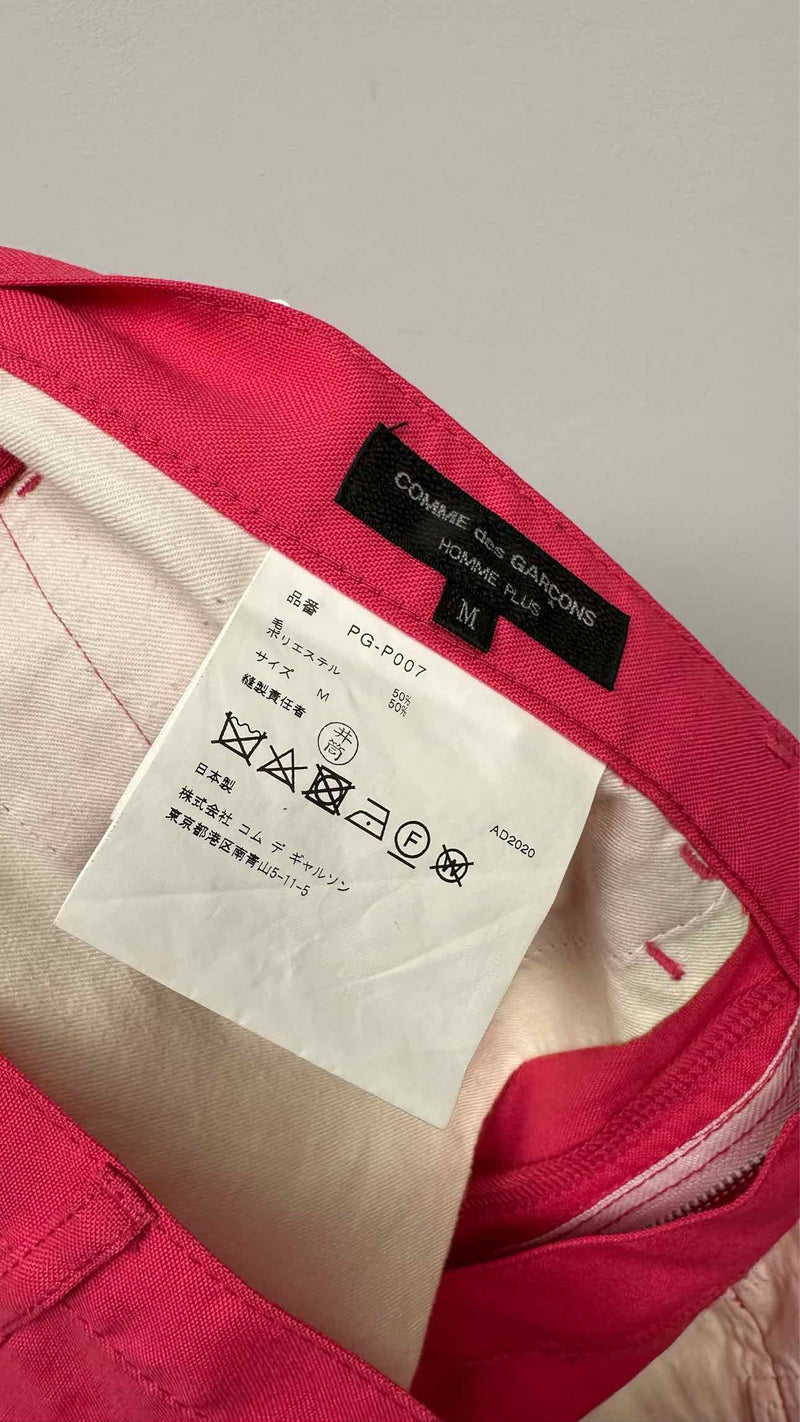 COMME des GARÇONS
HOMME PLUS
M
品番 PG-P007
毛 50%
ポリエステル 50%
サイズ M
縫製責任者 井筒
F
W
日本製 AD2020
株式会社 コム デ ギャルソン
東京都港区南青山5-11-5